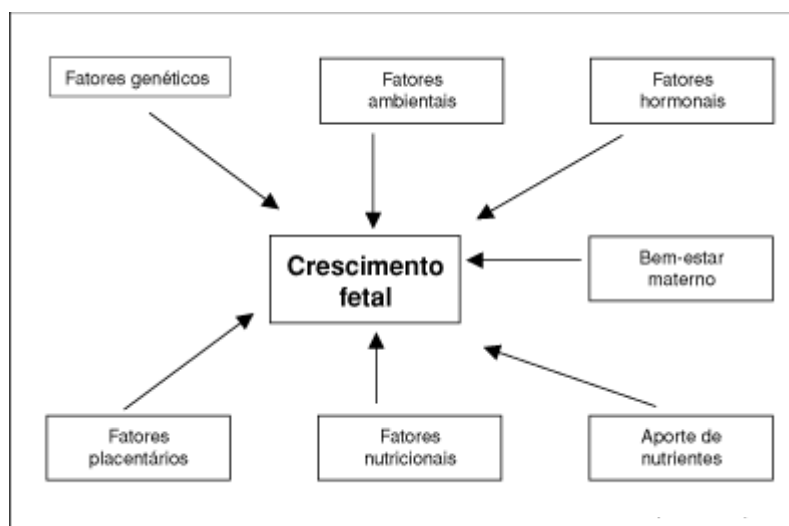 Fatores genéticos
Fatores
ambientais
Fatores
hormonais
Crescimento
fetal
Bem-estar
materno
Fatores
placentários
Fatores
nutricionais
Aporte de
nutrientes